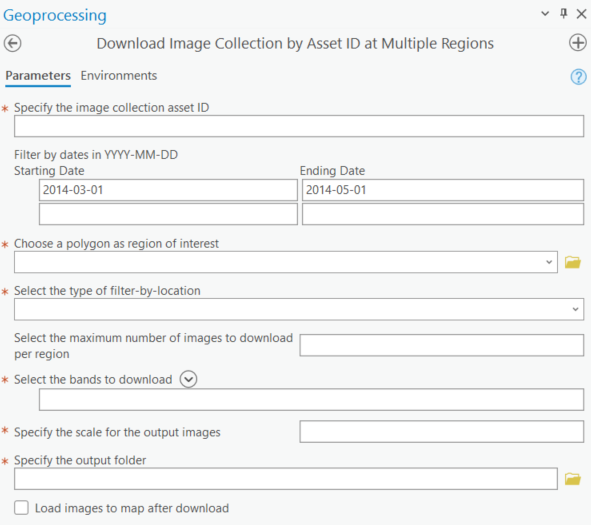 Geoprocessing
Download Image Collection by Asset ID at Multiple Regions
Parameters Environments
* Specify the image collection asset ID
Filter by dates in YYYY-MM-DD
Starting Date Ending Date
2014-03-01 2014-05-01
* Choose a polygon as region of interest
* Select the type of filter-by-location
Select the maximum number of images to download
per region
* Select the bands to download
* Specify the scale for the output images
* Specify the output folder
Load images to map after download